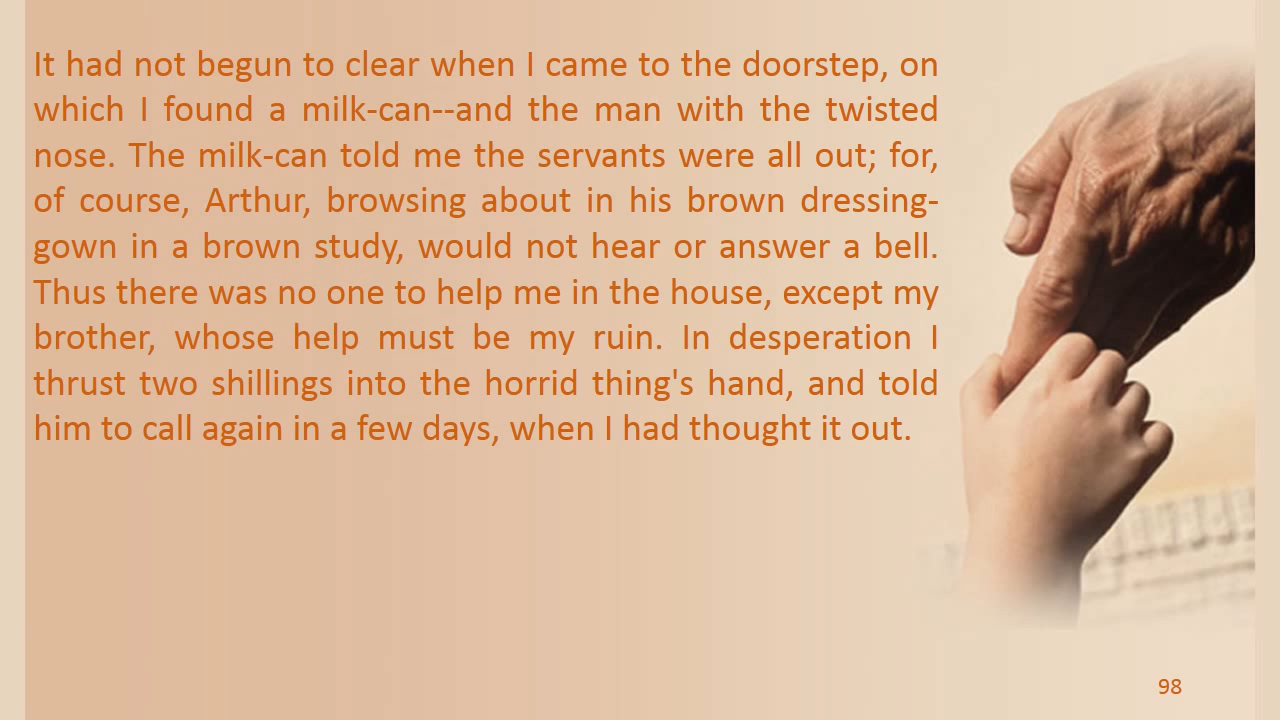 It had not begun to clear when I came to the doorstep, on
which I found a milk-can--and the man with the twisted
nose. The milk-can told me the servants were all out; for,
of course, Arthur, browsing about in his brown dressing-
gown in a brown study, would not hear or answer a bell.
Thus there was no one to help me in the house, except my
brother, whose help must be my ruin. In desperation I
thrust two shillings into the horrid thing's hand, and told
him to call again in a few days, when I had thought it out.
98